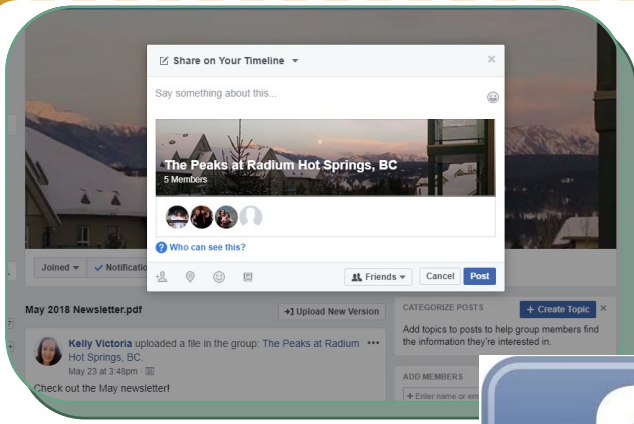 Share on Your Timeline
Say something about this...
The Peaks at Radium Hot Springs, BC
5 Members
Who can see this?
Friends
Cancel
Post
Joined
May 2018 Newsletter.pdf
Upload New Version
Kelly Victoria uploaded a file in the group: The Peaks at Radium
Hot Springs, BC.
May 23 at 3:48pm
Check out the May newsletter!
CATEGORIZE POSTS
+ Create Topic
Add topics to posts to help group members find
the information they're interested in.
ADD MEMBERS
+ Enter name or em